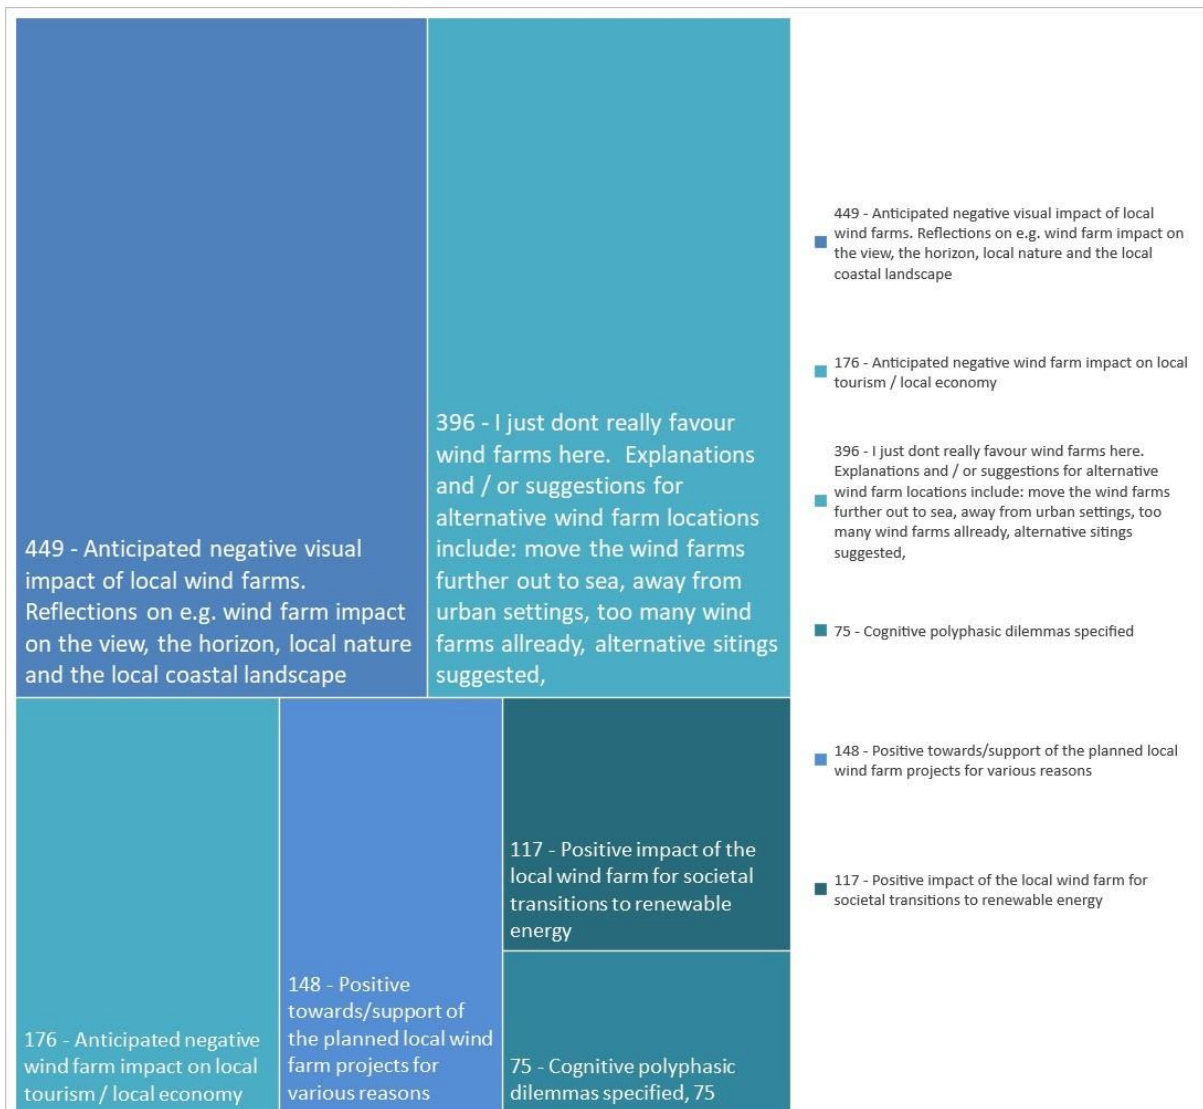 449 - Anticipated negative visual
impact of local wind farms.
Reflections on e.g. wind farm impact
on the view, the horizon, local nature
and the local coastal landscape
396 - I just dont really favour
wind farms here. Explanations
and / or suggestions for
alternative wind farm locations
include: move the wind farms
further out to sea, away from
urban settings, too many wind
farms allready, alternative sitings
suggested,
176 - Anticipated negative
wind farm impact on local
tourism / local economy
148 - Positive
towards/support of
the planned local wind
farm projects for
various reasons
117 - Positive impact of the
local wind farm for societal
transitions to renewable
energy
75 - Cognitive polyphasic
dilemmas specified, 75
449 - Anticipated negative visual impact of local
wind farms. Reflections on e.g. wind farm impact on
the view, the horizon, local nature and the local
coastal landscape
176 - Anticipated negative wind farm impact on local
tourism / local economy
396 - I just dont really favour wind farms here.
Explanations and / or suggestions for alternative
wind farm locations include: move the wind farms
further out to sea, away from urban settings, too
many wind farms allready, alternative sitings
suggested,
75 - Cognitive polyphasic dilemmas specified
148 - Positive towards/support of the planned local
wind farm projects for various reasons
117 - Positive impact of the local wind farm for
societal transitions to renewable energy